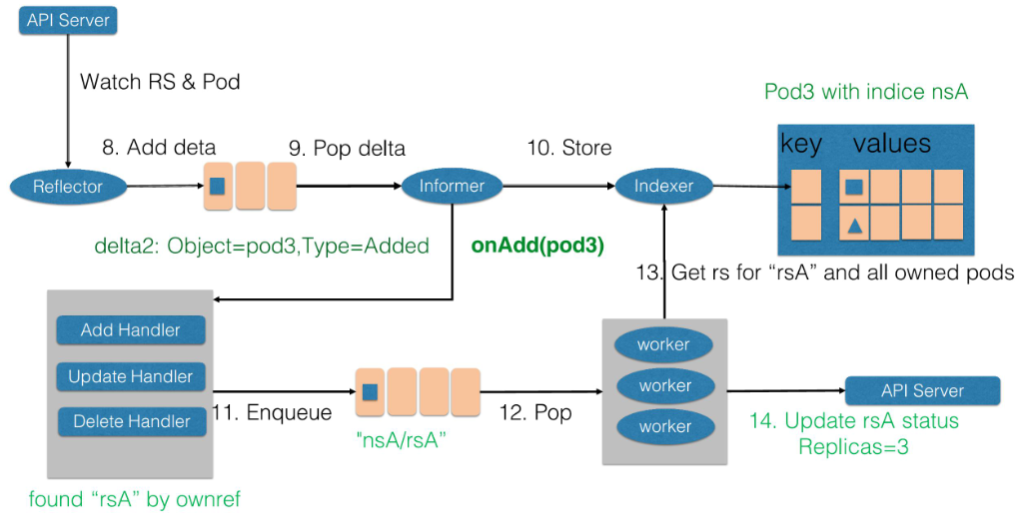 API Server
Watch RS & Pod
Pod3 with indice nsA
8. Add deta
9. Pop delta
10. Store
key
values
Reflector
Informer
Indexer
delta2: Object=pod3,Type=Added
onAdd(pod3)
13. Get rs for “rsA” and all owned pods
Add Handler
Update Handler
Delete Handler
11. Enqueue
"nsA/rsA”
12. Pop
worker
worker
worker
API Server
14. Update rsA status
Replicas=3
found “rsA” by ownref